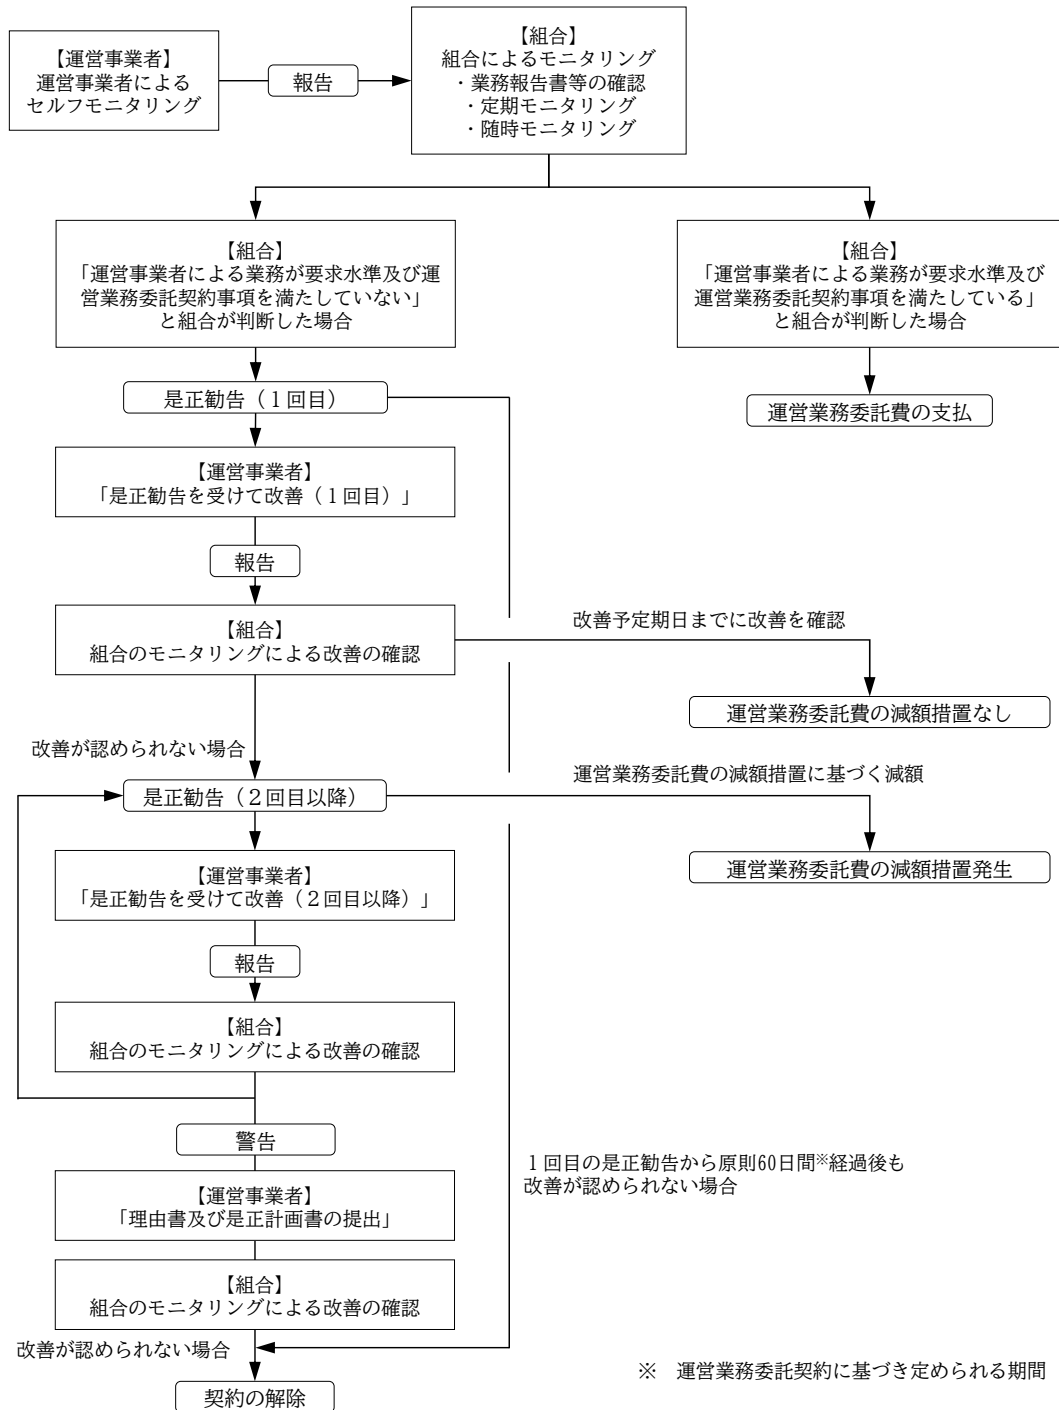 【運営事業者】
運営事業者による
セルフモニタリング
報告
【組合】
組合によるモニタリング
・業務報告書等の確認
・定期モニタリング
・随時モニタリング
【組合】
「運営事業者による業務が要求水準及び運
営業務委託契約事項を満たしていない」
と組合が判断した場合
【組合】
「運営事業者による業務が要求水準及び
運営業務委託契約事項を満たしている」
と組合が判断した場合
是正勧告（１回目）
運営業務委託費の支払
【運営事業者】
「是正勧告を受けて改善（１回目）」
報告
【組合】
組合のモニタリングによる改善の確認
改善予定期日までに改善を確認
運営業務委託費の減額措置なし
改善が認められない場合
是正勧告（２回目以降）
運営業務委託費の減額措置に基づく減額
運営業務委託費の減額措置発生
【運営事業者】
「是正勧告を受けて改善（２回目以降）」
報告
【組合】
組合のモニタリングによる改善の確認
警告
１回目の是正勧告から原則60日間※経過後も
改善が認められない場合
【運営事業者】
「理由書及び是正計画書の提出」
【組合】
組合のモニタリングによる改善の確認
改善が認められない場合
契約の解除
※　運営業務委託契約に基づき定められる期間